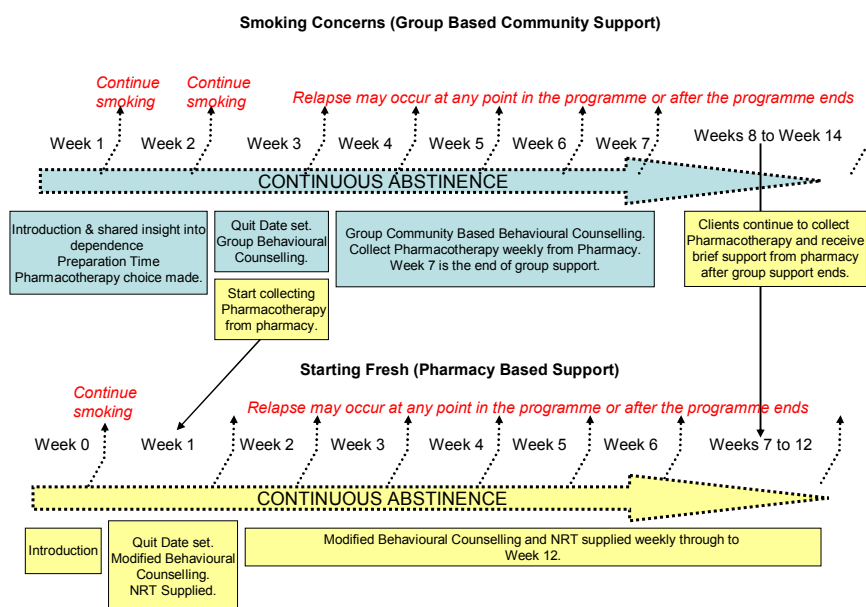 Smoking Concerns (Group Based Community Support)
Continue
smoking
Continue
smoking
Relapse may occur at any point in the programme or after the programme ends
Week 1
Week 2
Week 3
Week 4
Week 5
Week 6
Week 7
Weeks 8 to Week 14
CONTINUOUS ABSTINENCE
Introduction & shared insight into
dependence
Preparation Time
Pharmacotherapy choice made.
Quit Date set.
Group Behavioural
Counselling.
Start collecting
Pharmacotherapy
from pharmacy.
Group Community Based Behavioural Counselling.
Collect Pharmacotherapy weekly from Pharmacy.
Week 7 is the end of group support.
Clients continue to collect
Pharmacotherapy and receive
brief support from pharmacy
after group support ends.
Starting Fresh (Pharmacy Based Support)
Continue
smoking
Relapse may occur at any point in the programme or after the programme ends
Week 0
Week 1
Week 2
Week 3
Week 4
Week 5
Week 6
Weeks 7 to 12
CONTINUOUS ABSTINENCE
Introduction
Quit Date set.
Modified Behavioural
Counselling.
NRT Supplied.
Modified Behavioural Counselling and NRT supplied weekly through to
Week 12.